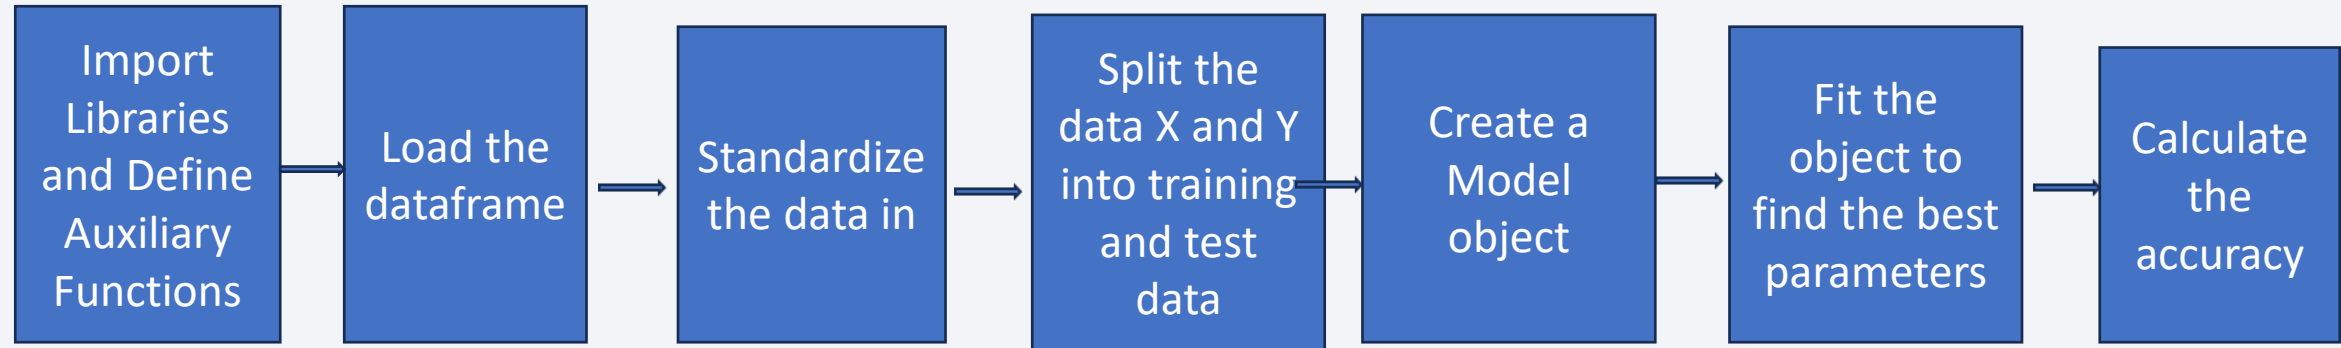 Import
Libraries
and Define
Auxiliary
Functions
Load the
dataframe
Standardize
the data in
Split the
data X and Y
into training
and test
data
Create a
Model
object
Fit the
object to
find the best
parameters
Calculate
the
accuracy